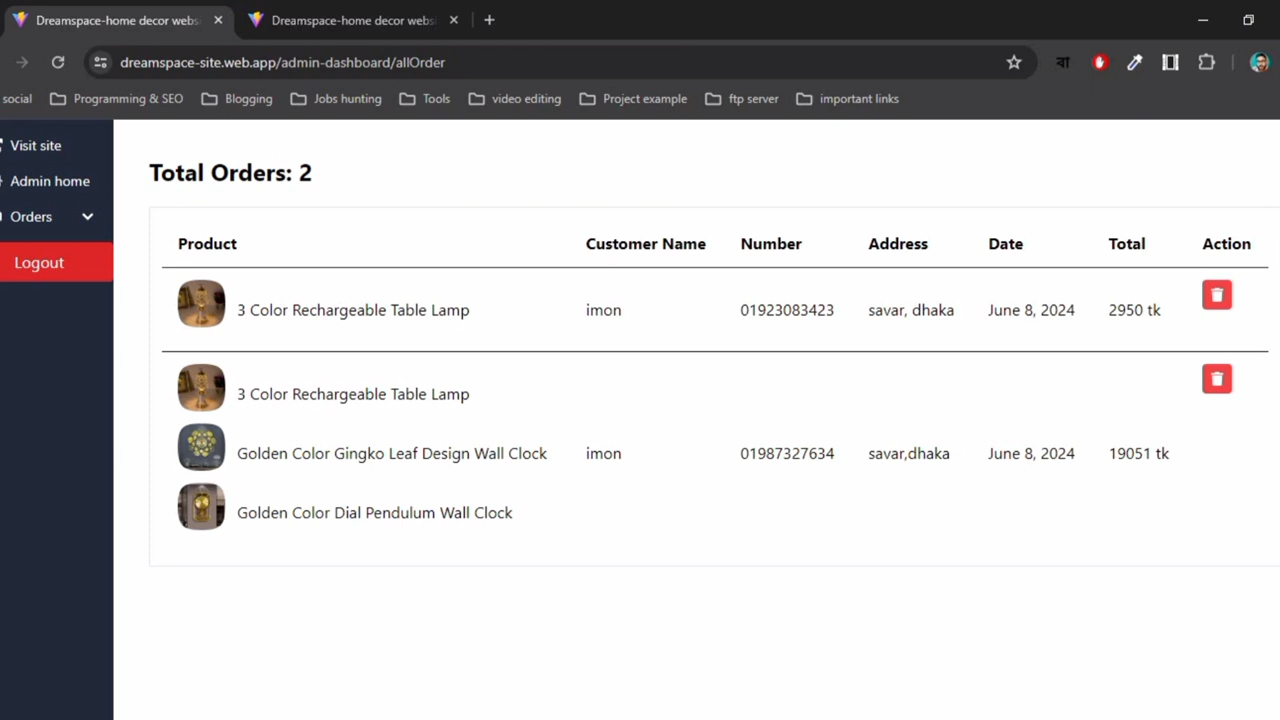 Dreamspace-home decor webs
Dreamspace-home decor webs
dreamspace-site.web.app/admin-dashboard/allOrder
বা
social
Programming & SEO
Blogging
Jobs hunting
Tools
video editing
Project example
ftp server
important links
Visit site
Admin home
Orders
Logout
Total Orders: 2
Product Customer Name Number Address Date Total Action
3 Color Rechargeable Table Lamp imon 01923083423 savar, dhaka June 8, 2024 2950 tk
3 Color Rechargeable Table Lamp
Golden Color Gingko Leaf Design Wall Clock imon 01987327634 savar,dhaka June 8, 2024 19051 tk
Golden Color Dial Pendulum Wall Clock